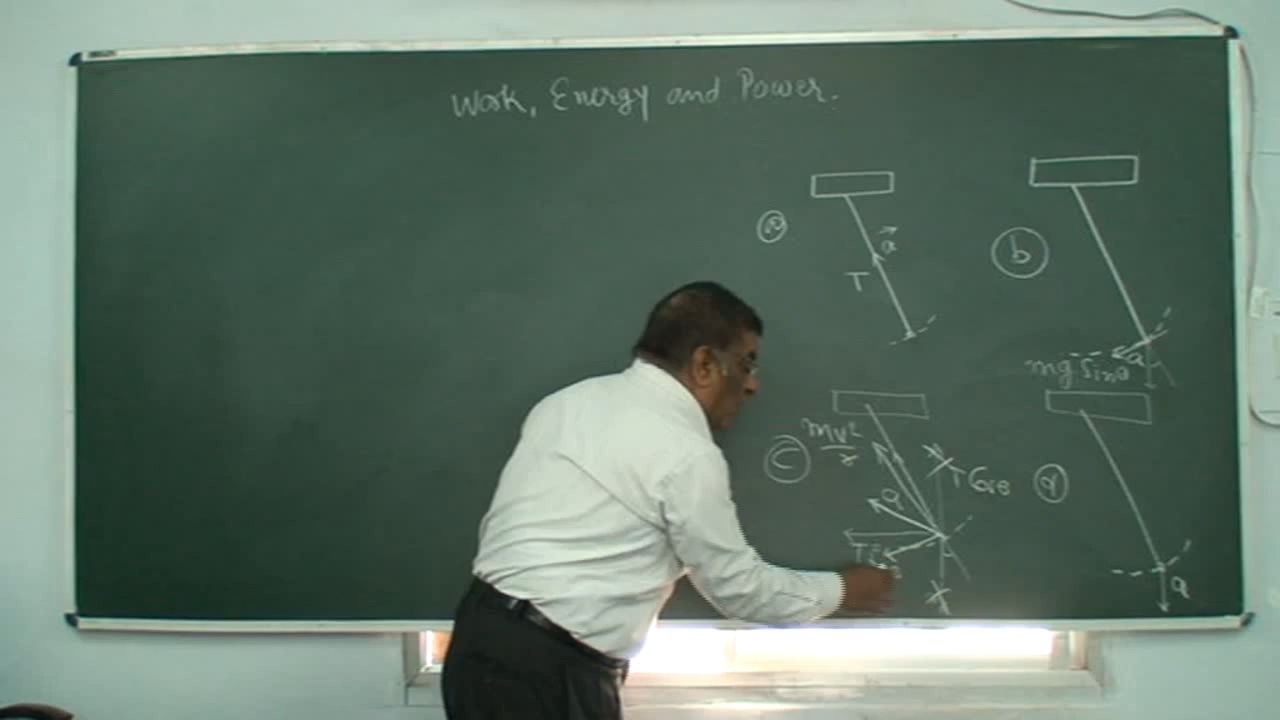 Work, Energy and Power.
a
a
T
b
a
mg Sinθ
c
mv²
r
T Cosθ
a
d
a